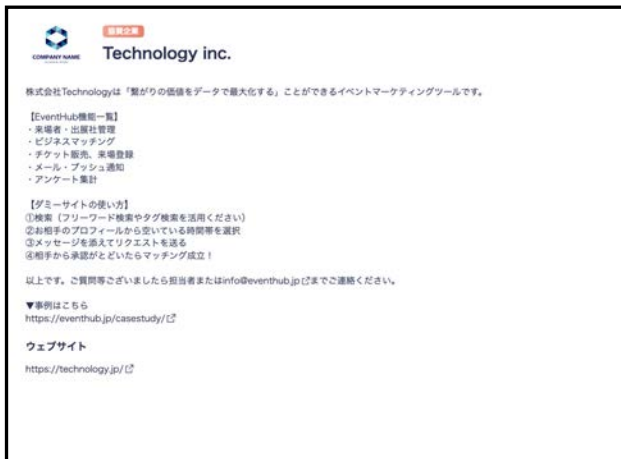 協賛企業
COMPANY NAME
Technology inc.
株式会社Technologyは「繋がりの価値をデータで最大化する」ことができるイベントマーケティングツールです。
【EventHub機能一覧】
・来場者・出展社管理
・ビジネスマッチング
・チケット販売、来場登録
・メール・プッシュ通知
・アンケート集計
【ダミーサイトの使い方】
①検索（フリーワード検索やタグ検索を活用ください）
②お相手のプロフィールから空いている時間帯を選択
③メッセージを添えてリクエストを送る
④相手から承認がとどいたらマッチング成立！
以上です。ご質問等ございましたら担当者またはinfo@eventhub.jpまでご連絡ください。
▼事例はこちら
https://eventhub.jp/casestudy/
ウェブサイト
https://technology.jp/